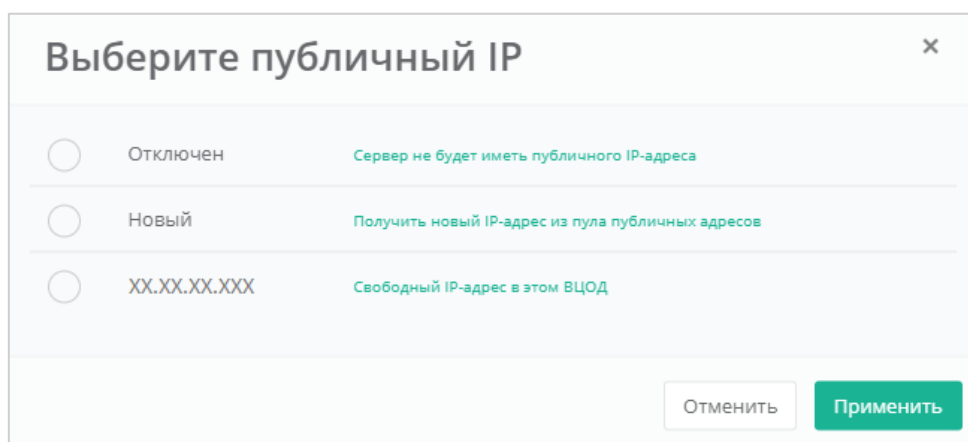 Выберите публичный IP
×
Отключен Сервер не будет иметь публичного IP-адреса
Новый Получить новый IP-адрес из пула публичных адресов
XX.XX.XX.XXX Свободный IP-адрес в этом ВЦОД
Отменить Применить